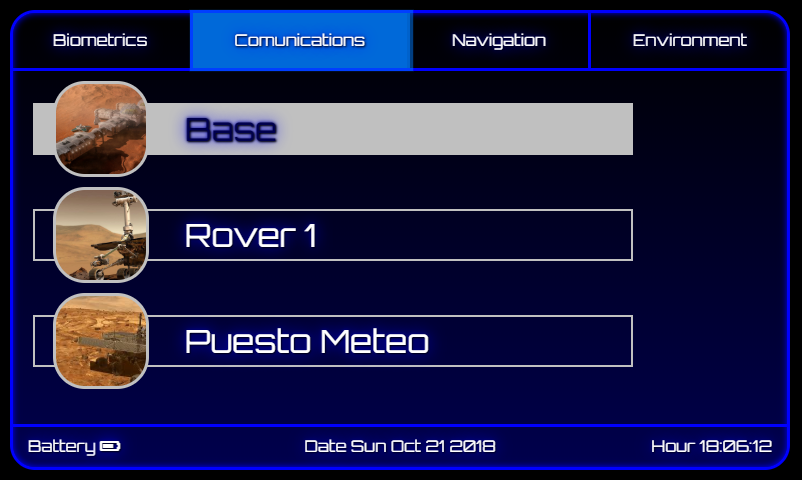 Biometrics Comunications Navigation Environment
Base
Rover 1
Puesto Meteo
Battery Date Sun Oct 21 2018 Hour 18:06:12